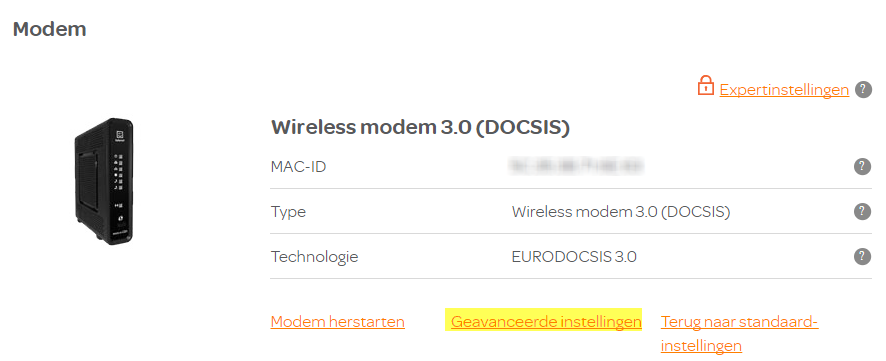 Modem
Expertinstellingen ?
Wireless modem 3.0 (DOCSIS)
MAC-ID ?
Type Wireless modem 3.0 (DOCSIS) ?
Technologie EURODOCSIS 3.0 ?
Modem herstarten Geavanceerde instellingen Terug naar standaard-
instellingen